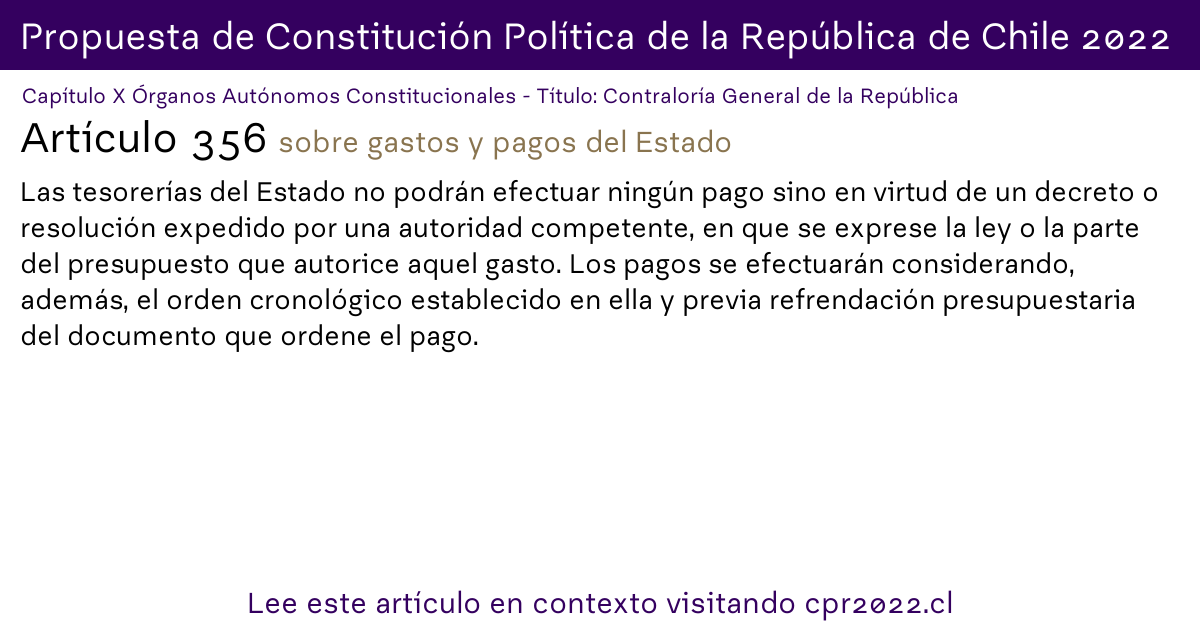 Propuesta de Constitución Política de la República de Chile 2022
Capítulo X Órganos Autónomos Constitucionales - Título: Contraloría General de la República
Artículo 356 sobre gastos y pagos del Estado
Las tesorerías del Estado no podrán efectuar ningún pago sino en virtud de un decreto o
resolución expedido por una autoridad competente, en que se exprese la ley o la parte
del presupuesto que autorice aquel gasto. Los pagos se efectuarán considerando,
además, el orden cronológico establecido en ella y previa refrendación presupuestaria
del documento que ordene el pago.
Lee este artículo en contexto visitando cpr2022.cl